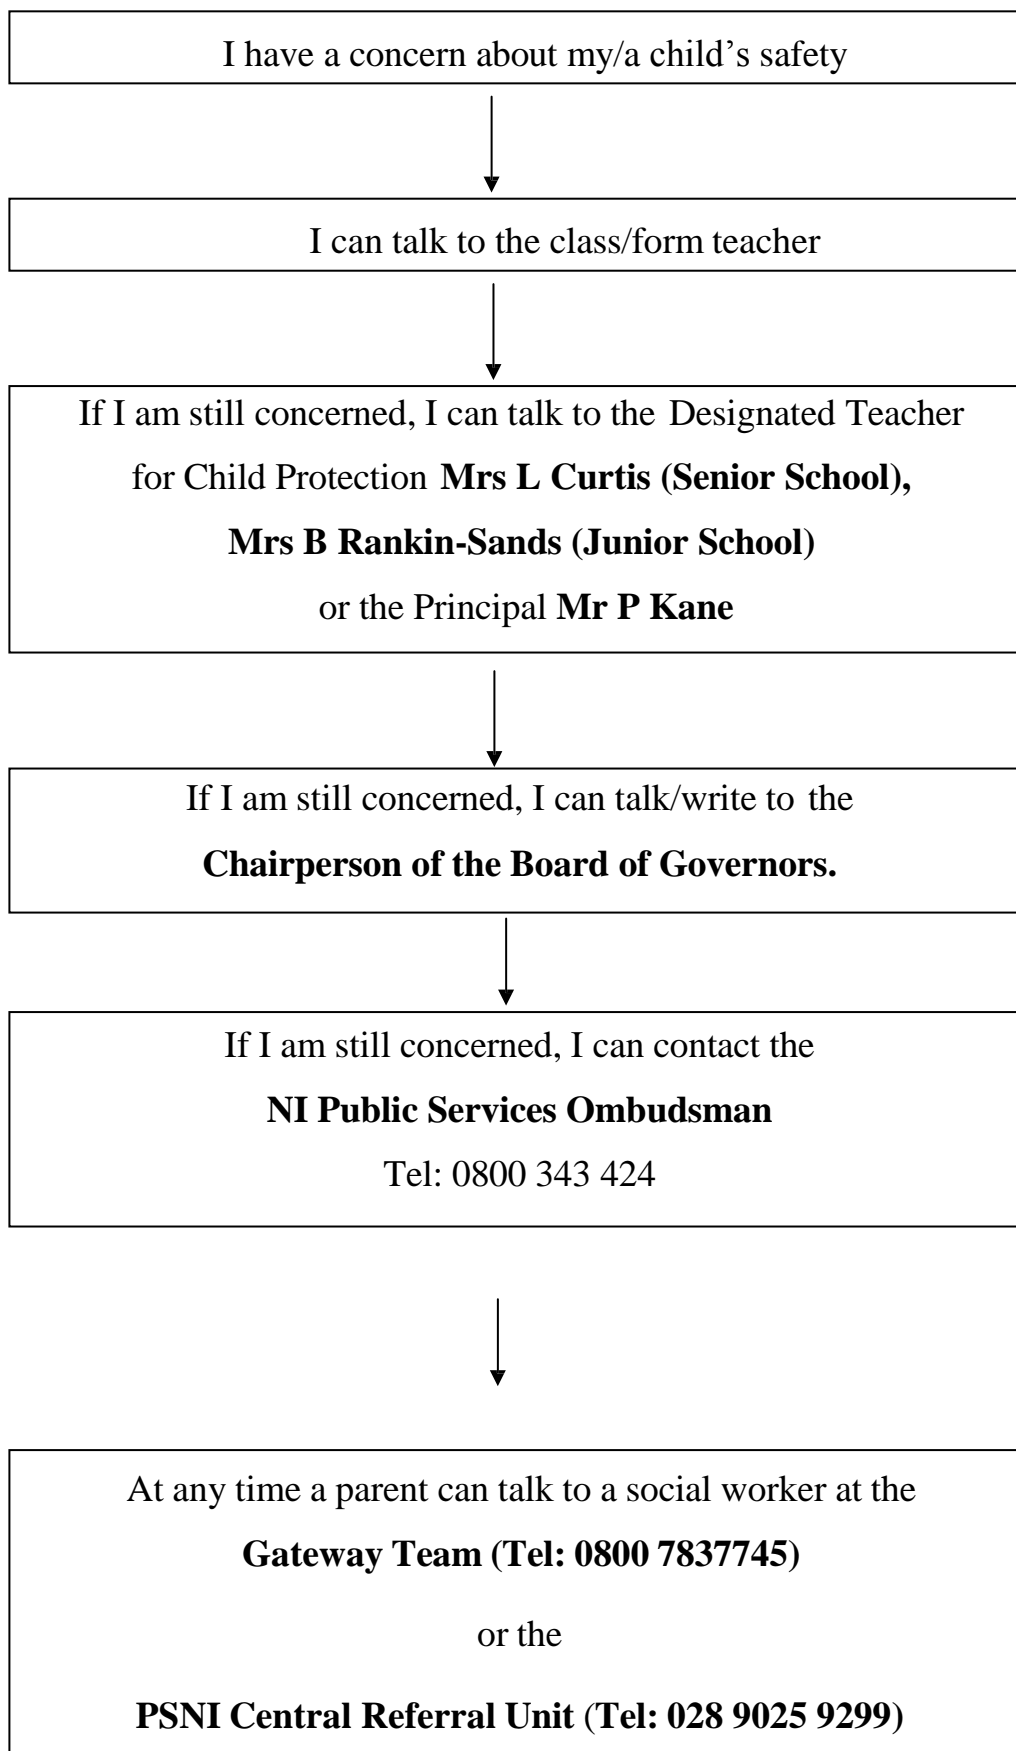 I have a concern about my/a child’s safety
I can talk to the class/form teacher
If I am still concerned, I can talk to the Designated Teacher
for Child Protection Mrs L Curtis (Senior School),
Mrs B Rankin-Sands (Junior School)
or the Principal Mr P Kane
If I am still concerned, I can talk/write to the
Chairperson of the Board of Governors.
If I am still concerned, I can contact the
NI Public Services Ombudsman
Tel: 0800 343 424
At any time a parent can talk to a social worker at the
Gateway Team (Tel: 0800 7837745)
or the
PSNI Central Referral Unit (Tel: 028 9025 9299)